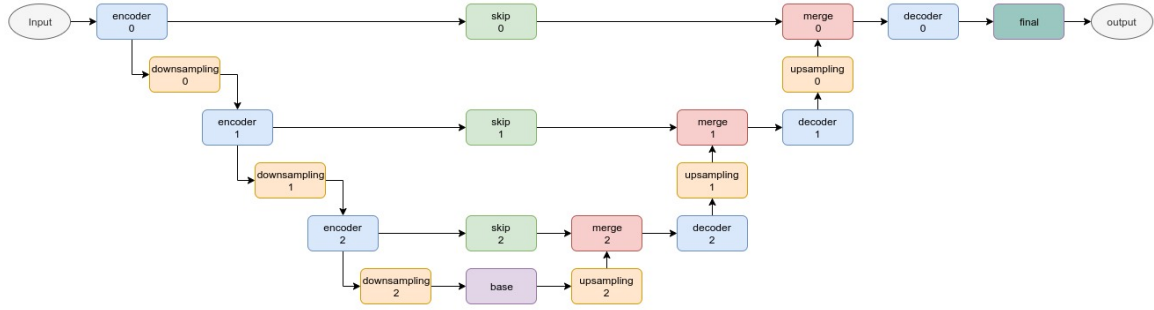 Input
encoder
0
skip
0
merge
0
decoder
0
final
output
downsampling
0
upsampling
0
encoder
1
skip
1
merge
1
decoder
1
downsampling
1
upsampling
1
encoder
2
skip
2
merge
2
decoder
2
downsampling
2
base
upsampling
2